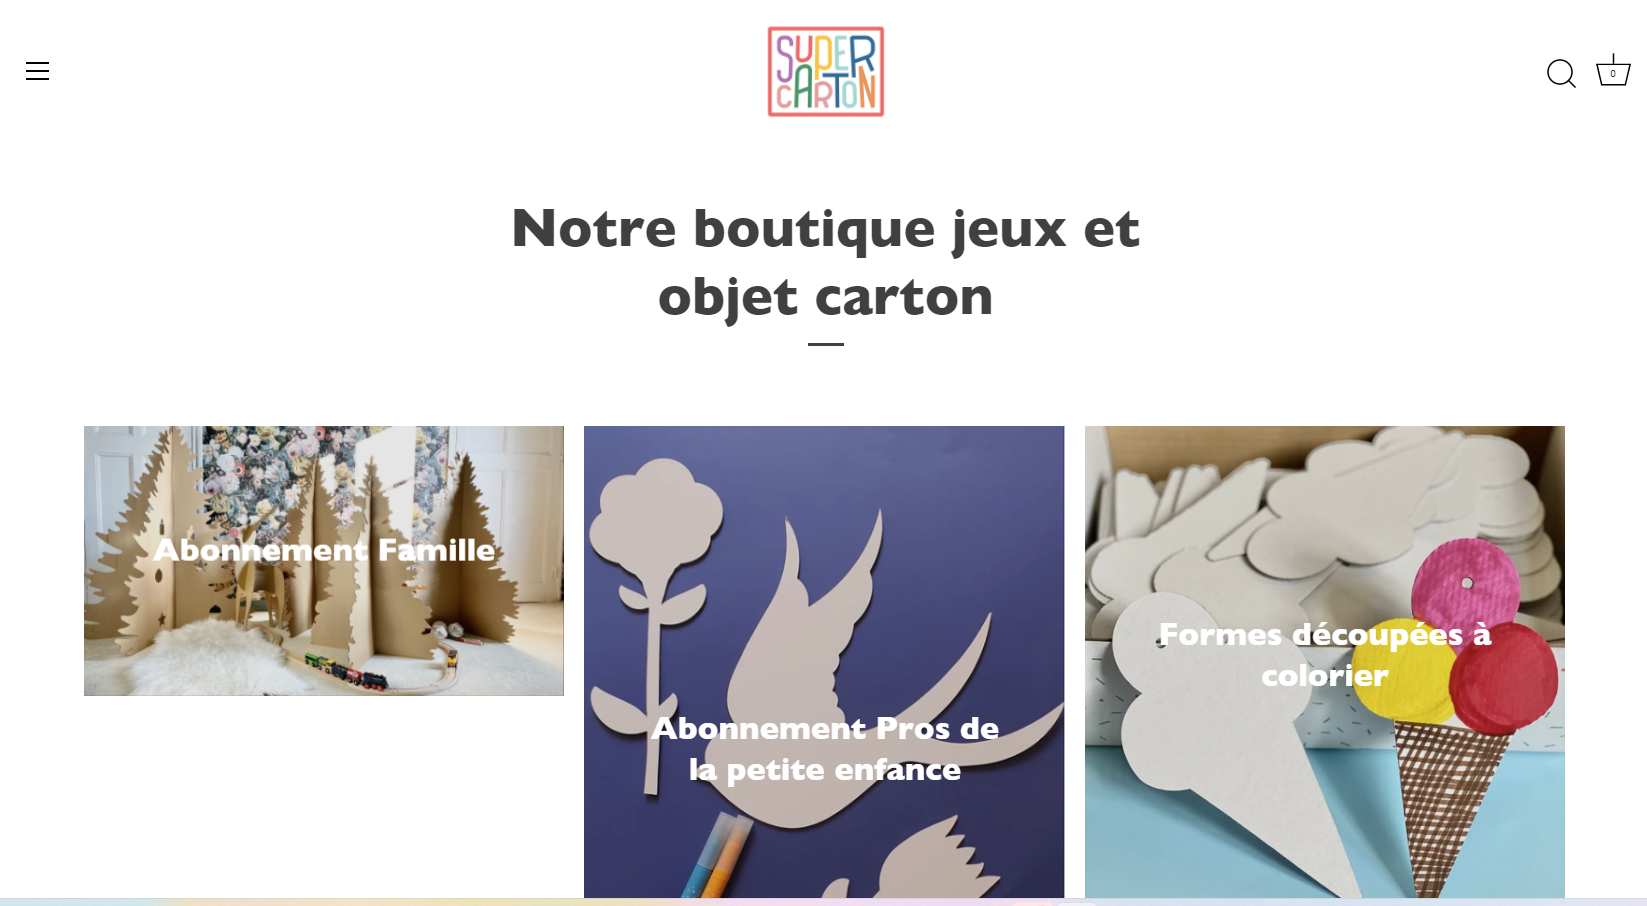 SUPER
CARTON
0
Notre boutique jeux et
objet carton
Abonnement Famille
Abonnement Pros de
la petite enfance
Formes découpées à
colorier